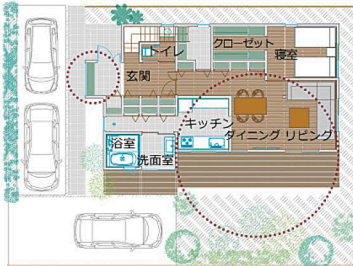 トイレ
クローゼット
寝室
玄関
キッチン
ダイニング リビング
浴室
洗面室